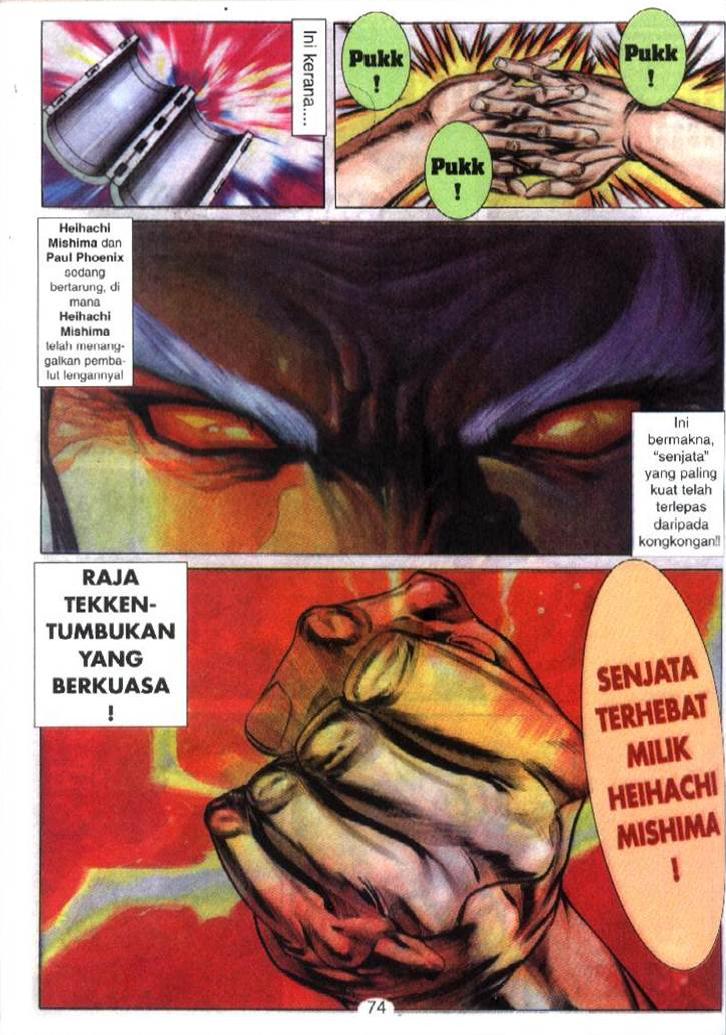 Ini kerana....
Pukk
!
Pukk
!
Pukk
!
Heihachi
Mishima dan
Paul Phoenix
sedang
bertarung, di
mana
Heihachi
Mishima
telah menang-
galkan pemba-
lut lengannya!
Ini
bermakna,
"senjata"
yang paling
kuat telah
terlepas
daripada
kongkongan!!
RAJA
TEKKEN-
TUMBUKAN
YANG
BERKUASA
!
SENJATA
TERHEBAT
MILIK
HEIHACHI
MISHIMA
!
74